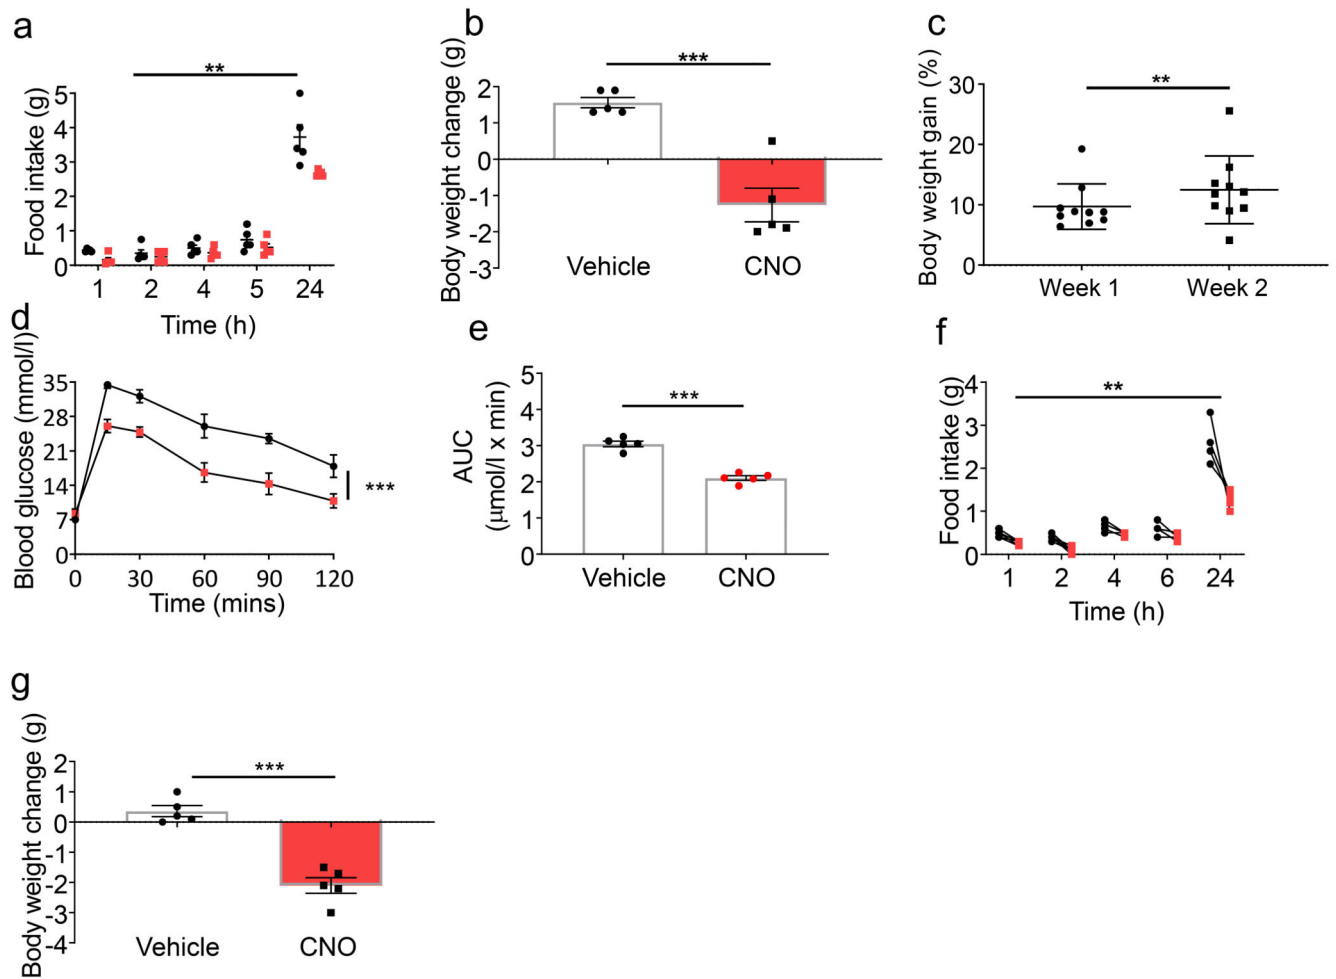 a
**
Food intake (g)
5
4
3
2
1
0
1 2 4 5 24
Time (h)
b
***
Body weight change (g)
2
1
0
-1
-2
-3
Vehicle CNO
c
**
Body weight gain (%)
30
20
10
0
Week 1 Week 2
d
Blood glucose (mmol/l)
35
28
21
14
7
0
***
0 30 60 90 120
Time (mins)
e
***
AUC
(μmol/l x min)
5
4
3
2
1
0
Vehicle CNO
f
**
Food intake (g)
4
3
2
1
0
1 2 4 6 24
Time (h)
g
***
Body weight change (g)
2
1
0
-1
-2
-3
-4
Vehicle CNO